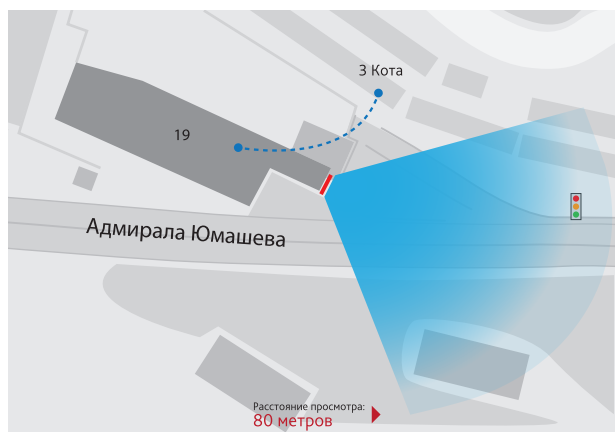 3 Кота
19
Адмирала Юмашева
Расстояние просмотра:
80 метров